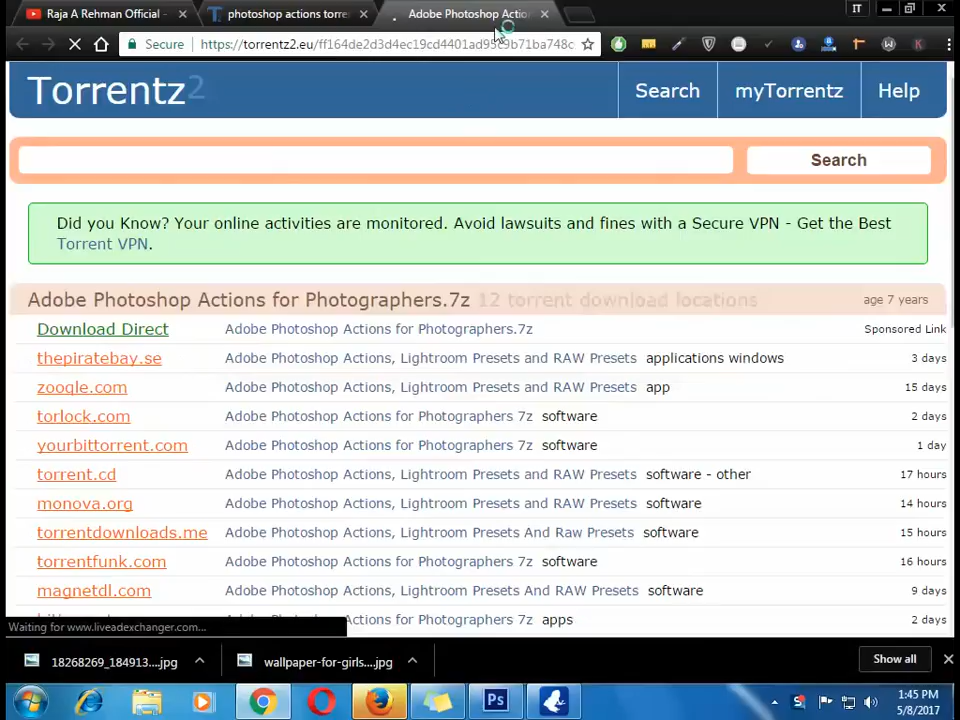 Raja A Rehman Official -
photoshop actions torre
Adobe Photoshop Actio
IT
Secure
https://torrentz2.eu/ff164de2d3d4ec19cd4401ad95
b71ba748c
Torrentz2
Search
myTorrentz
Help
Search
Did you Know? Your online activities are monitored. Avoid lawsuits and fines with a Secure VPN - Get the Best
Torrent VPN.
Adobe Photoshop Actions for Photographers.7z 12 torrent download locations age 7 years
Download Direct Adobe Photoshop Actions for Photographers.7z Sponsored Link
thepiratebay.se Adobe Photoshop Actions, Lightroom Presets and RAW Presets applications windows 3 days
zooqle.com Adobe Photoshop Actions, Lightroom Presets and RAW Presets app 15 days
torlock.com Adobe Photoshop Actions for Photographers 7z software 2 days
yourbittorrent.com Adobe Photoshop Actions for Photographers 7z software 1 day
torrent.cd Adobe Photoshop Actions, Lightroom Presets and RAW Presets software - other 17 hours
monova.org Adobe Photoshop Actions, Lightroom Presets and RAW Presets software 14 hours
torrentdownloads.me Adobe Photoshop Actions, Lightroom Presets And Raw Presets software 15 hours
torrentfunk.com Adobe Photoshop Actions for Photographers 7z software 16 hours
magnetdl.com Adobe Photoshop Actions, Lightroom Presets And RAW Presets software 9 days
Actions for Photographers 7z apps 2 days
Waiting for www.liveadexchanger.com...
18268269_184913....jpg
wallpaper-for-girls....jpg
Show all
Ps
1:45 PM
5/8/2017